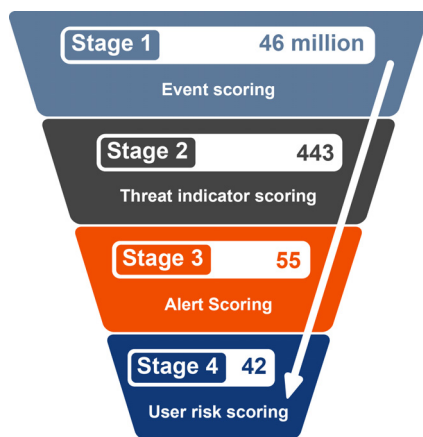 Stage 1 46 million
Event scoring
Stage 2 443
Threat indicator scoring
Stage 3 55
Alert Scoring
Stage 4 42
User risk scoring